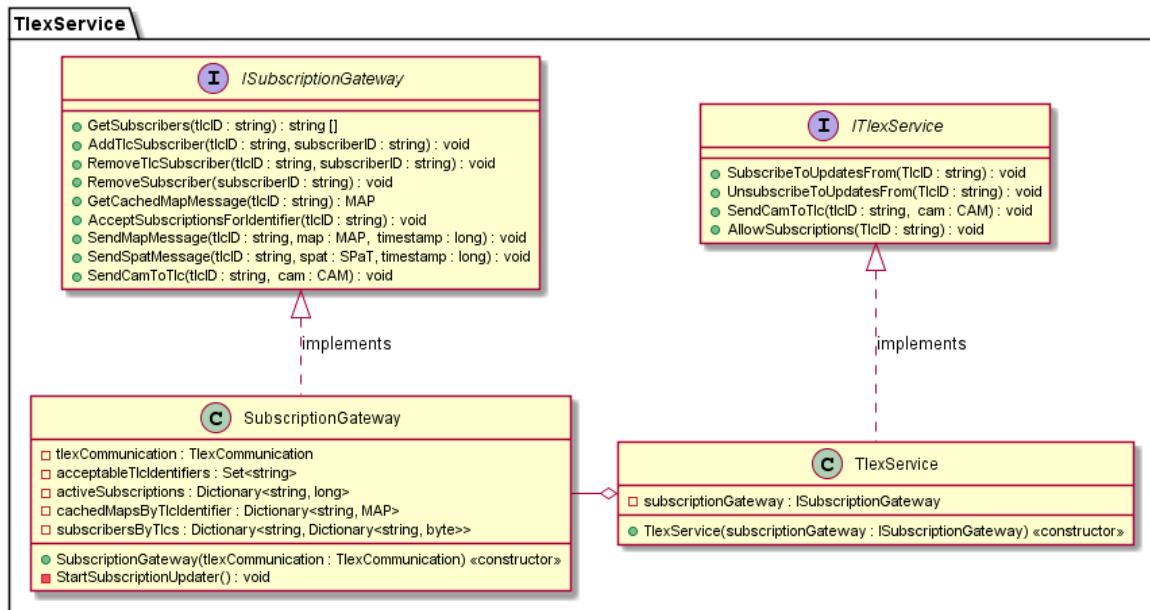 TlexService
I ISubscriptionGateway
GetSubscribers(tlcID : string) : string []
AddTlcSubscriber(tlcID : string, subscriberID : string) : void
RemoveTlcSubscriber(tlcID : string, subscriberID : string) : void
RemoveSubscriber(subscriberID : string) : void
GetCachedMapMessage(tlcID : string) : MAP
AcceptSubscriptionsForIdentifier(tlcID : string) : void
SendMapMessage(tlcID : string, map : MAP, timestamp : long) : void
SendSpatMessage(tlcID : string, spat : SPaT, timestamp : long) : void
SendCamToTlc(tlcID : string, cam : CAM) : void
I ITlexService
SubscribeToUpdatesFrom(TlcID : string) : void
UnsubscribeToUpdatesFrom(TlcID : string) : void
SendCamToTlc(tlcID : string, cam : CAM) : void
AllowSubscriptions(TlcID : string) : void
implements
implements
C SubscriptionGateway
tlexCommunication : TlexCommunication
acceptableTlcIdentifiers : Set<string>
activeSubscriptions : Dictionary<string, long>
cachedMapsByTlcIdentifier : Dictionary<string, MAP>
subscribersByTlcs : Dictionary<string, Dictionary<string, byte>>
SubscriptionGateway(tlexCommunication : TlexCommunication) «constructor»
StartSubscriptionUpdater() : void
C TlexService
subscriptionGateway : ISubscriptionGateway
TlexService(subscriptionGateway : ISubscriptionGateway) «constructor»